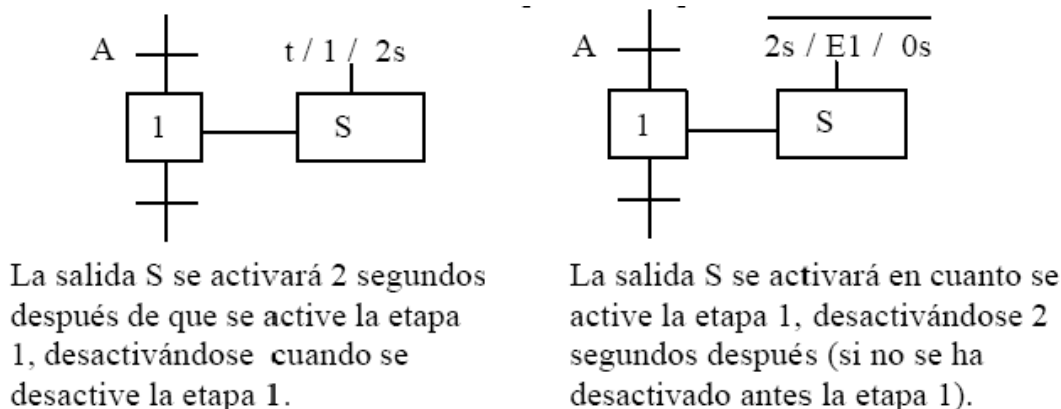 A
t / 1 / 2s
1
S
La salida S se activará 2 segundos
después de que se active la etapa
1, desactivándose cuando se
desactive la etapa 1.
A
2s / E1 / 0s
1
S
La salida S se activará en cuanto se
active la etapa 1, desactivándose 2
segundos después (si no se ha
desactivado antes la etapa 1).